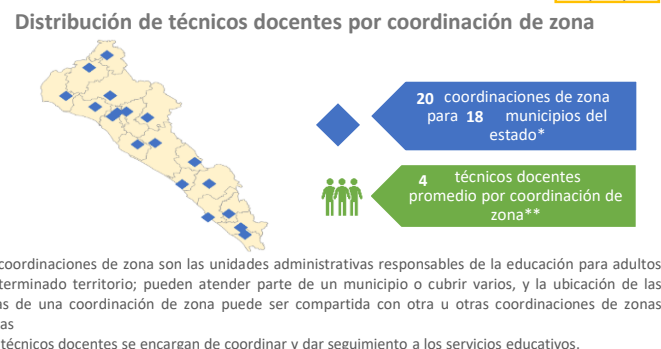 Distribución de técnicos docentes por coordinación de zona
20 coordinaciones de zona
para 18 municipios del
estado*
4 técnicos docentes
promedio por coordinación de
zona**
coordinaciones de zona son las unidades administrativas responsables de la educación para adultos
terminado territorio; pueden atender parte de un municipio o cubrir varios, y la ubicación de las
as de una coordinación de zona puede ser compartida con otra u otras coordinaciones de zonas
as
técnicos docentes se encargan de coordinar y dar seguimiento a los servicios educativos.